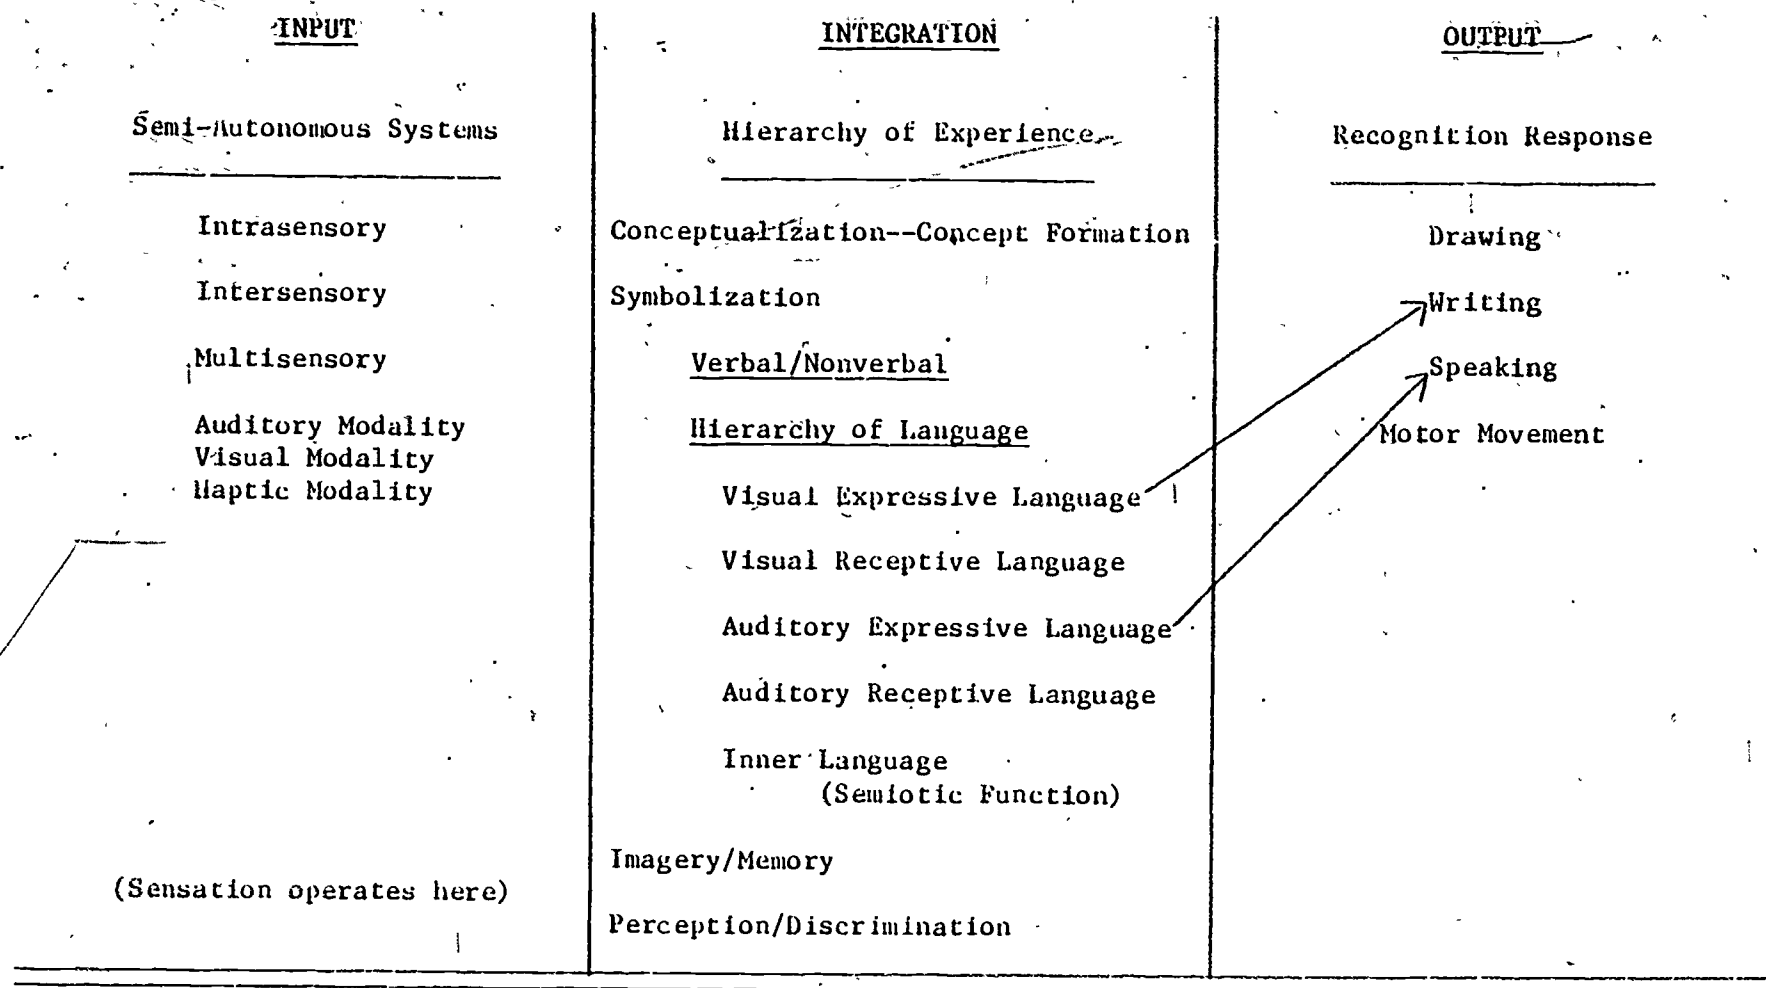 INPUT
Semi-Autonomous Systems
Intrasensory
Intersensory
Multisensory
Auditory Modality
Visual Modality
Haptic Modality
(Sensation operates here)
INTEGRATION
Hierarchy of Experience
Conceptualization--Concept Formation
Symbolization
Verbal/Nonverbal
Hierarchy of Language
Visual Expressive Language
Visual Receptive Language
Auditory Expressive Language
Auditory Receptive Language
Inner Language
(Semiotic Function)
Imagery/Memory
Perception/Discrimination
OUTPUT
Recognition Response
Drawing
Writing
Speaking
Motor Movement